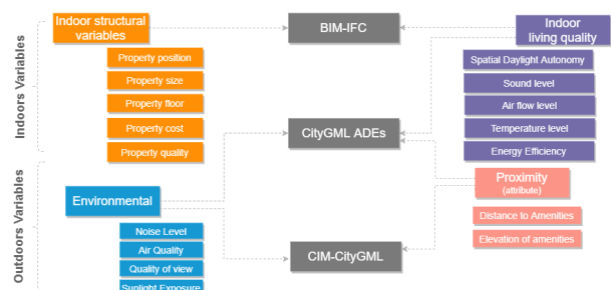 Indoors Variables
Outdoors Variables
Indoor structural
variables
Property position
Property size
Property floor
Property cost
Property quality
Environmental
Noise Level
Air Quality
Quality of view
Sunlight Exposure
BIM-IFC
CityGML ADEs
CIM-CityGML
Indoor
living quality
Spatial Daylight Autonomy
Sound level
Air flow level
Temperature level
Energy Efficiency
Proximity
(attribute)
Distance to Amenities
Elevation of amenities